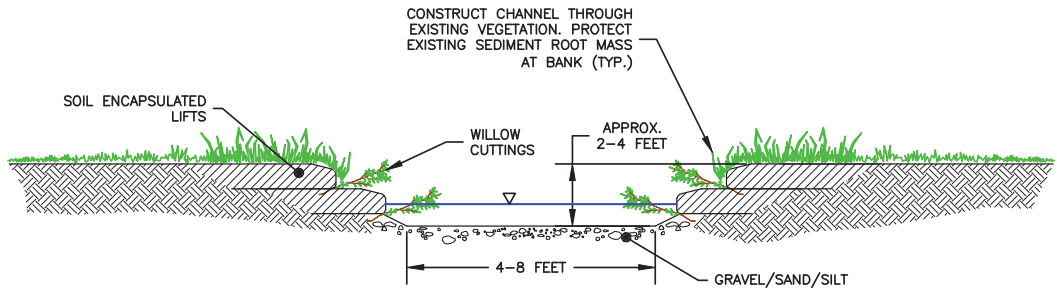 CONSTRUCT CHANNEL THROUGH
EXISTING VEGETATION. PROTECT
EXISTING SEDIMENT ROOT MASS
AT BANK (TYP.)
SOIL ENCAPSULATED
LIFTS
WILLOW
CUTTINGS
APPROX.
2-4 FEET
4-8 FEET
GRAVEL/SAND/SILT